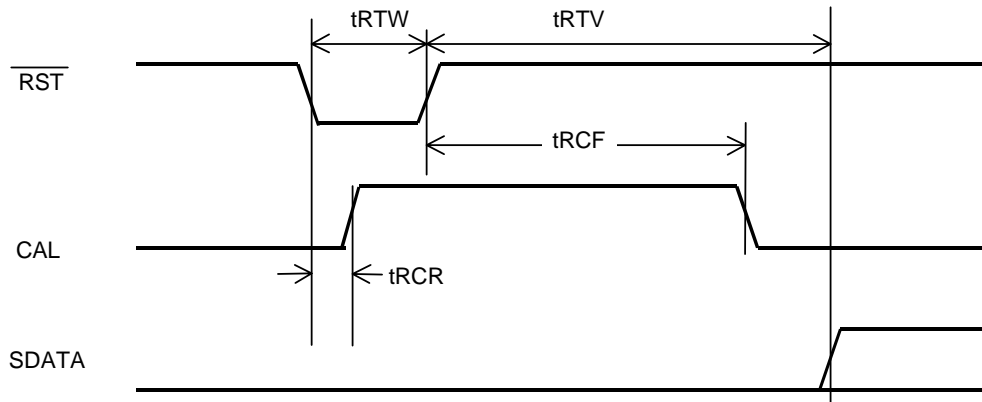 tRTW
tRTV
RST
tRCF
CAL
tRCR
SDATA